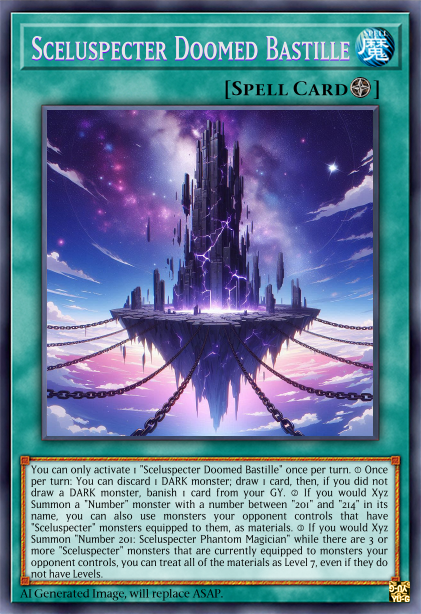 Sceluspecter Doomed Bastille
SPELL
魔
[Spell Card]
You can only activate 1 "Sceluspecter Doomed Bastille" once per turn. ① Once
per turn: You can discard 1 DARK monster; draw 1 card, then, if you did not
draw a DARK monster, banish 1 card from your GY. ② If you would Xyz
Summon a "Number" monster with a number between "201" and "214" in its
name, you can also use monsters your opponent controls that have
"Sceluspecter" monsters equipped to them, as materials. ③ If you would Xyz
Summon "Number 201: Sceluspecter Phantom Magician" while there are 3 or
more "Sceluspecter" monsters that are currently equipped to monsters your
opponent controls, you can treat all of the materials as Level 7, even if they do
not have Levels.
AI Generated Image, will replace ASAP.